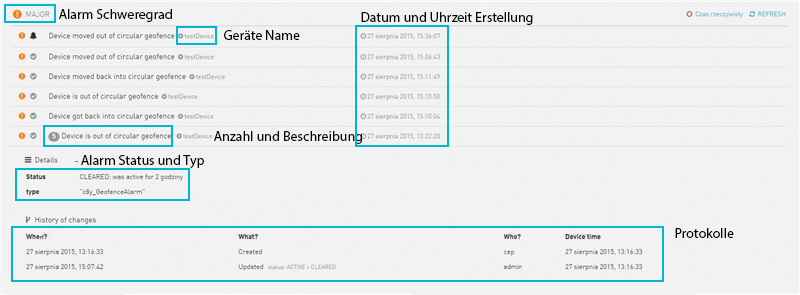 MAJOR Alarm Schweregrad Datum und Uhrzeit Erstellung Czas rzeczywisty REFRESH
Device moved out of circular geofence testDevice Geräte Name 27 sierpnia 2015, 15:36:07
Device moved out of circular geofence testDevice 27 sierpnia 2015, 15:26:43
Device moved back into circular geofence testDevice 27 sierpnia 2015, 15:11:49
Device is out of circular geofence testDevice 27 sierpnia 2015, 15:10:50
Device got back into circular geofence testDevice 27 sierpnia 2015, 15:10:04
5 Device is out of circular geofence testDevice Anzahl und Beschreibung 27 sierpnia 2015, 13:22:20
Details - Alarm Status und Typ
Status CLEARED: was active for 2 godziny
type "c8y_GeofenceAlarm"
History of changes
When? What? Who? Device time Protokolle
27 sierpnia 2015, 13:16:33 Created cep 27 sierpnia 2015, 13:16:33
27 sierpnia 2015, 15:07:42 Updated status: ACTIVE > CLEARED admin 27 sierpnia 2015, 13:16:33